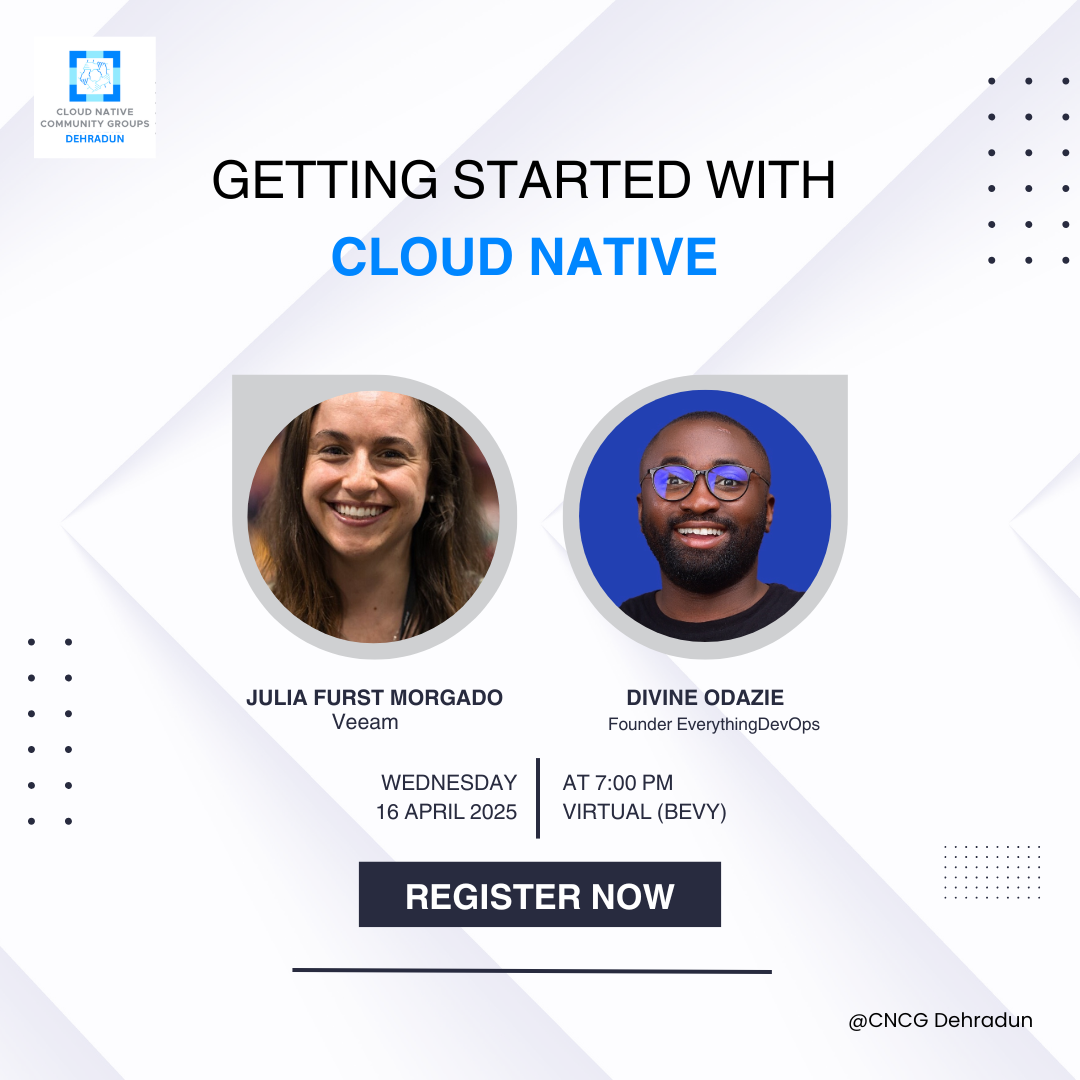 CLOUD NATIVE
COMMUNITY GROUPS
DEHRADUN
GETTING STARTED WITH
CLOUD NATIVE
JULIA FURST MORGADO
Veeam
DIVINE ODAZIE
Founder EverythingDevOps
WEDNESDAY
16 APRIL 2025
AT 7:00 PM
VIRTUAL (BEVY)
REGISTER NOW
@CNCG Dehradun